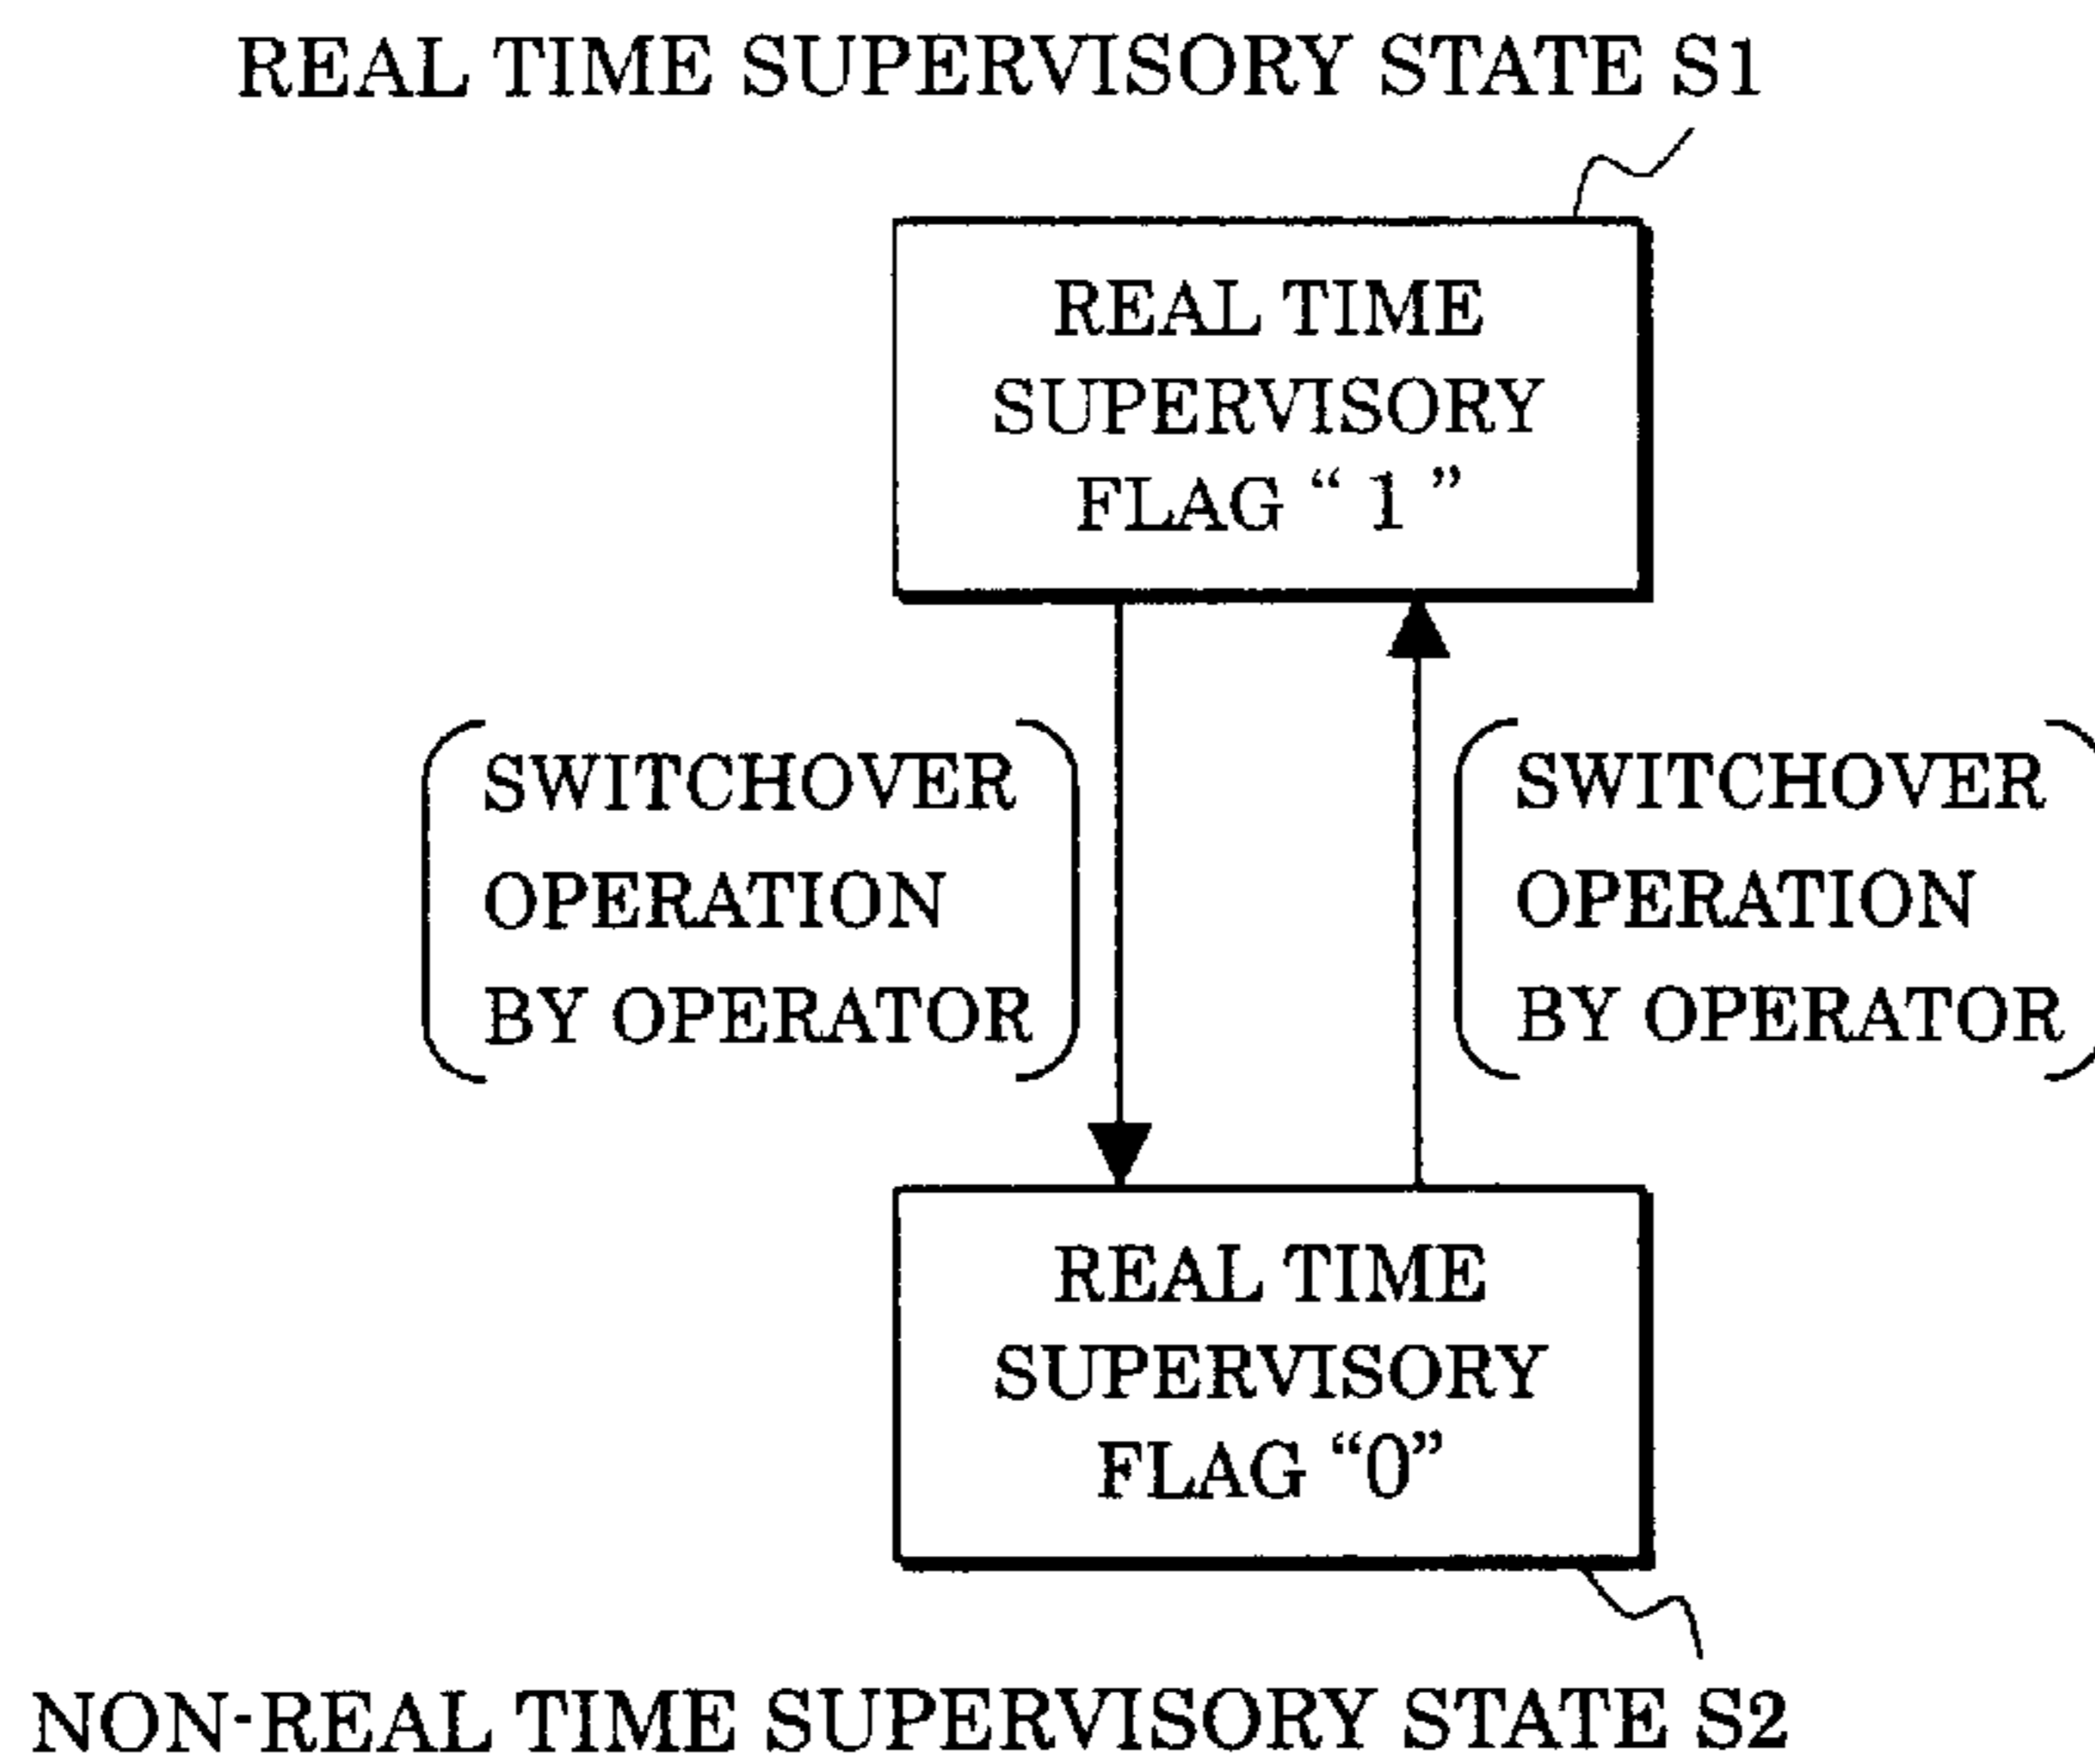 REAL TIME SUPERVISORY STATE S1
REAL TIME
SUPERVISORY
FLAG “ 1 ”
SWITCHOVER
OPERATION
BY OPERATOR
SWITCHOVER
OPERATION
BY OPERATOR
REAL TIME
SUPERVISORY
FLAG “0”
NON-REAL TIME SUPERVISORY STATE S2